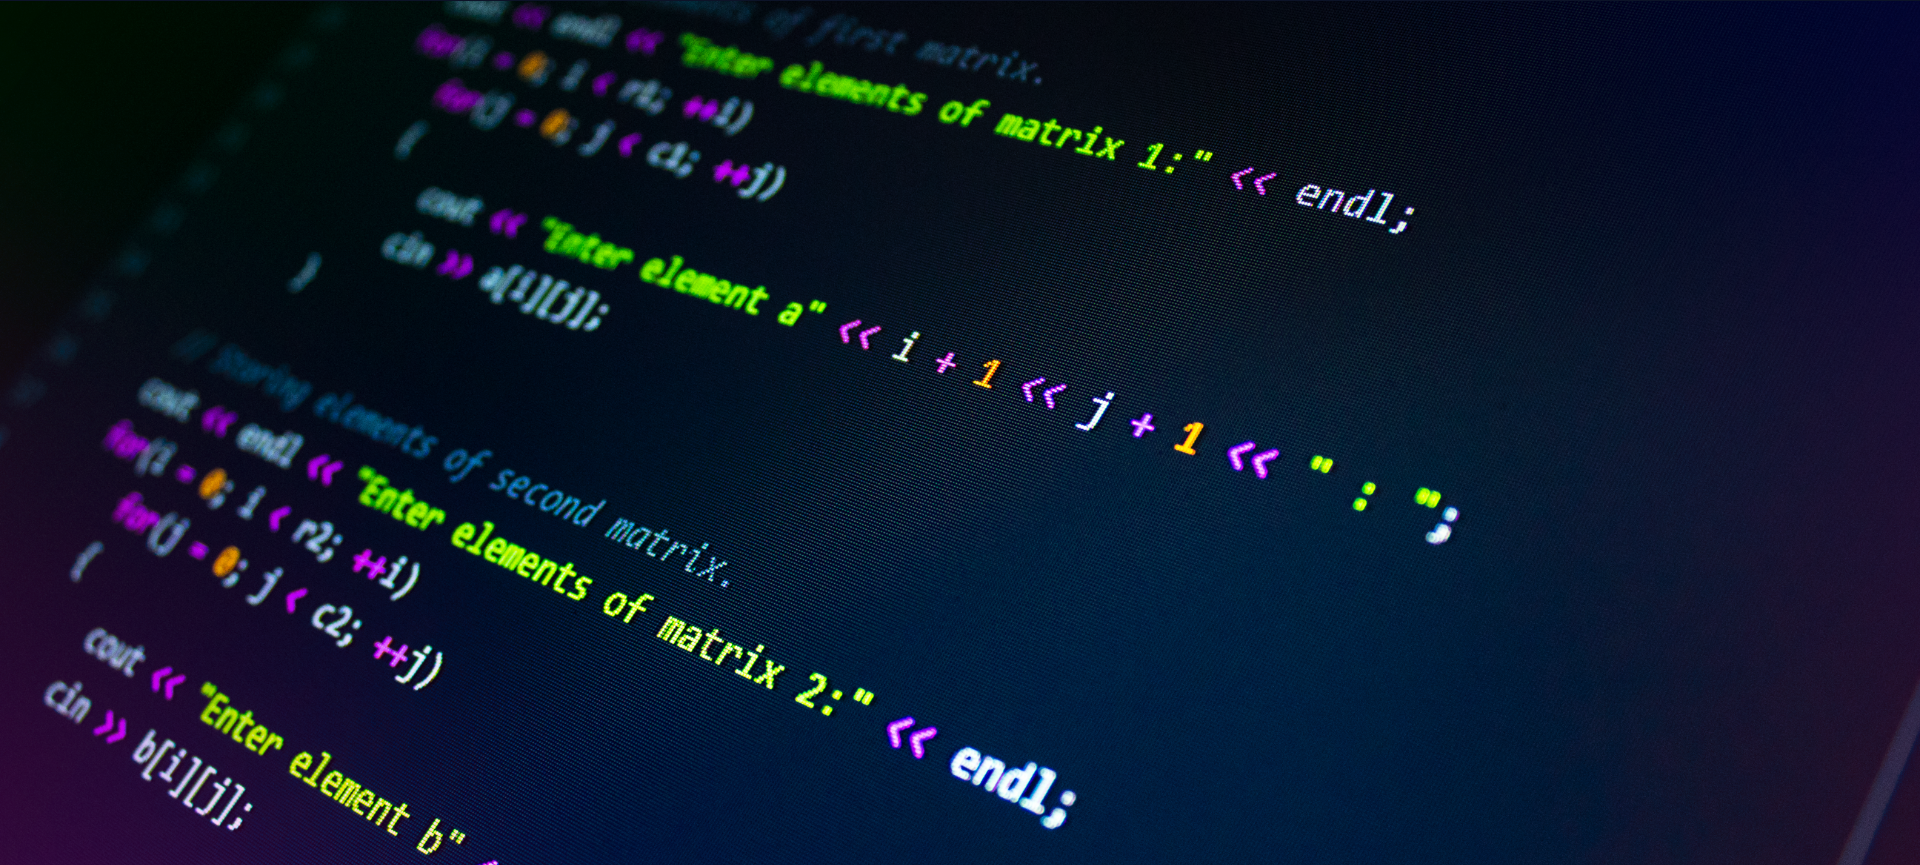 of first matrix.
cout << endl << "Enter elements of matrix 1:" << endl;
for(i = 0; i < r1; ++i)
for(j = 0; j < c1; ++j)
{
cout << "Enter element a" << i + 1 << j + 1 << " : ";
cin >> a[i][j];
}
// Storing elements of second matrix.
cout << endl << "Enter elements of matrix 2:" << endl;
for(i = 0; i < r2; ++i)
for(j = 0; j < c2; ++j)
{
cout << "Enter element b" <
cin >> b[i][j];